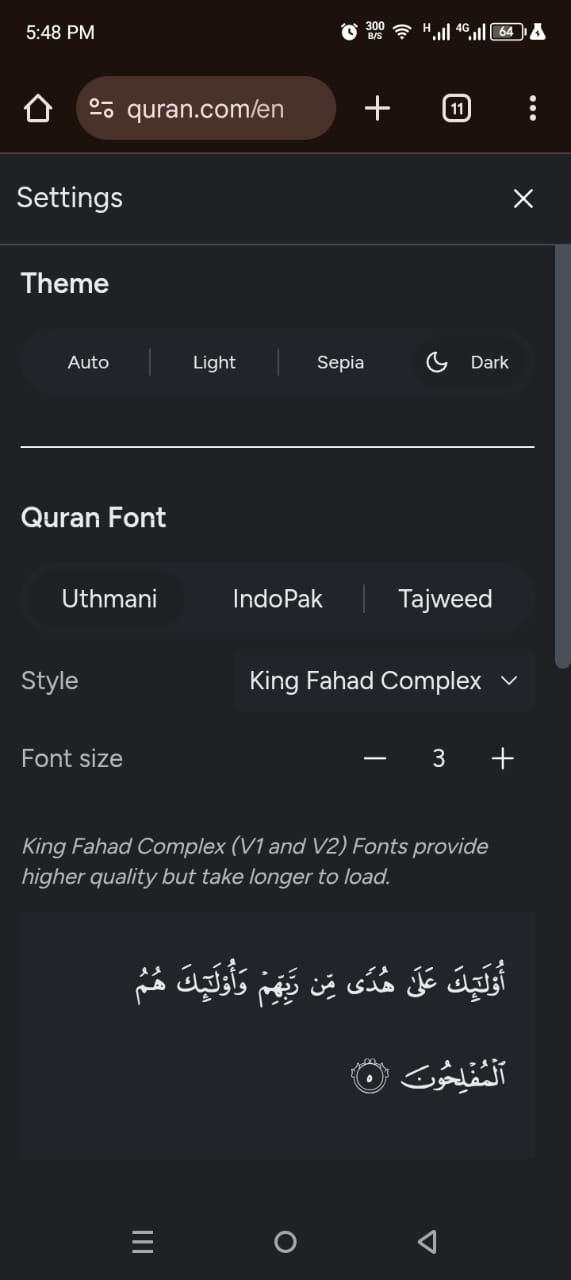 5:48 PM
300 B/S H 4G 64
quran.com/en
11
Settings
Theme
Auto Light Sepia Dark
Quran Font
Uthmani IndoPak Tajweed
Style King Fahad Complex
Font size 3
King Fahad Complex (V1 and V2) Fonts provide
higher quality but take longer to load.
أُو۟لَـٰٓئِكَ عَلَىٰ هُدًى مِّن رَّبِّهِمْ وَأُو۟لَـٰٓئِكَ هُمُ
ٱلْمُفْلِحُونَ ٥